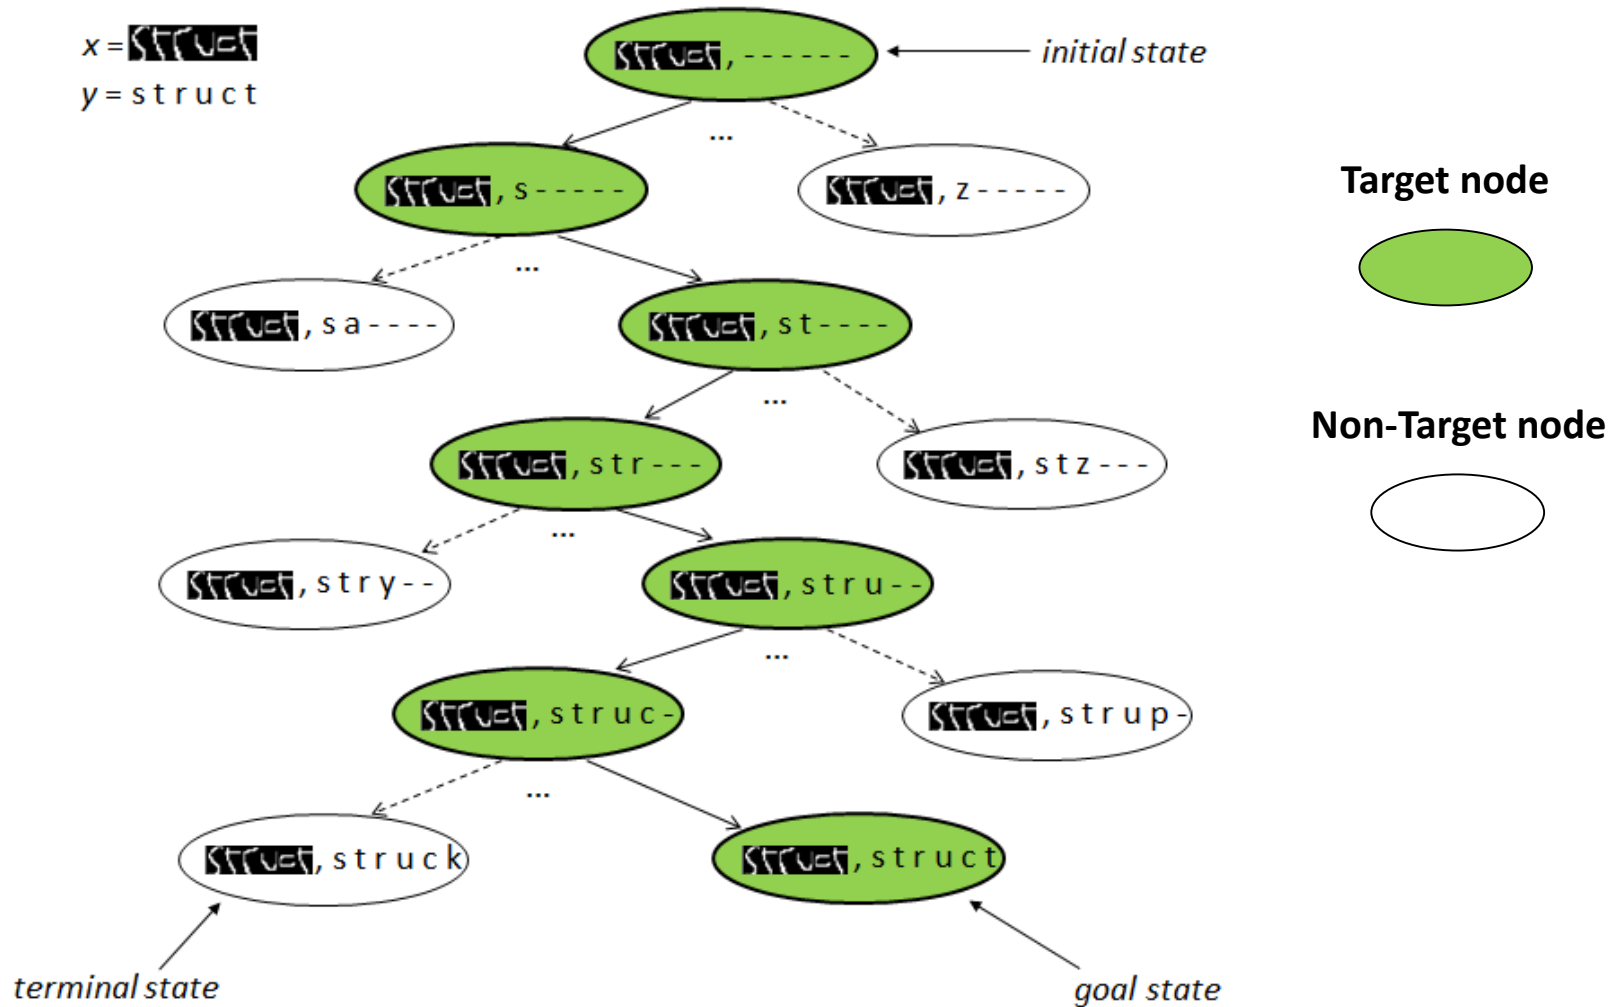 x = struct
struct , - - - - - -
initial state
y = s t r u c t
...
struct , s - - - - -
struct , z - - - - -
Target node
...
struct , s a - - - -
struct , s t - - - -
...
Non-Target node
struct , s t r - - -
struct , s t z - - -
...
struct , s t r y - -
struct , s t r u - -
...
struct , s t r u c -
struct , s t r u p -
...
struct , s t r u c k
struct , s t r u c t
terminal state
goal state